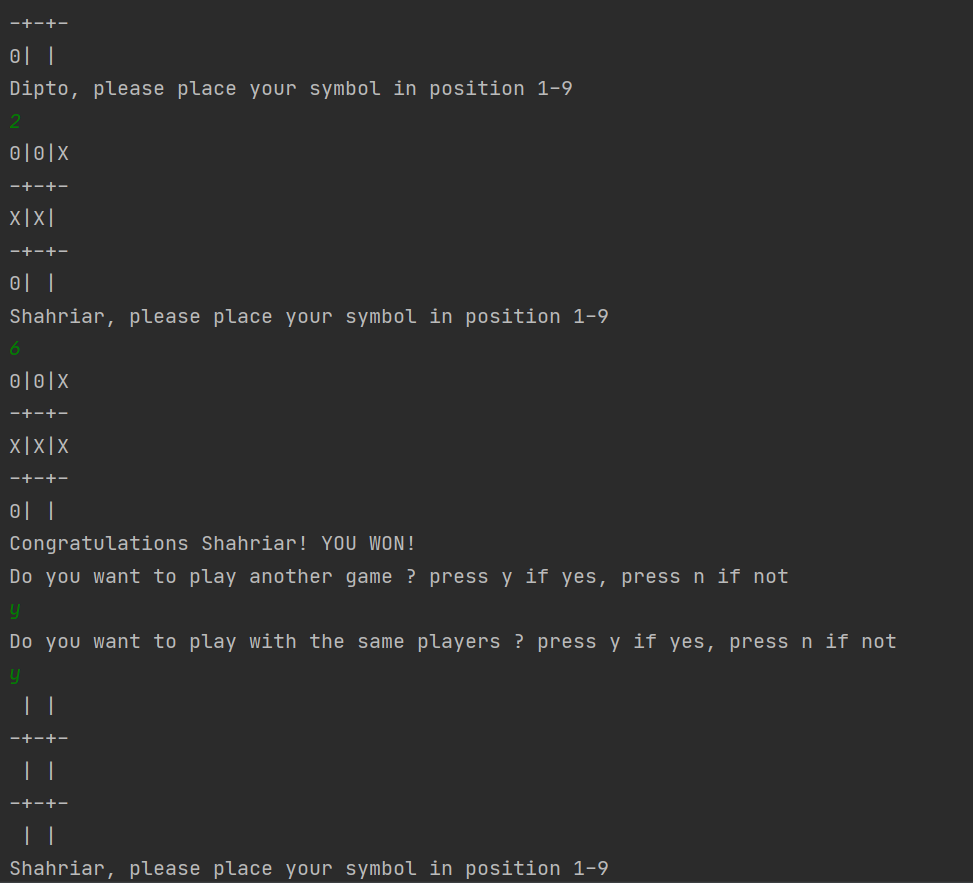 -+-+-
0| |
Dipto, please place your symbol in position 1-9
2
0|0|X
-+-+-
X|X|
-+-+-
0| |
Shahriar, please place your symbol in position 1-9
6
0|0|X
-+-+-
X|X|X
-+-+-
0| |
Congratulations Shahriar! YOU WON!
Do you want to play another game ? press y if yes, press n if not
y
Do you want to play with the same players ? press y if yes, press n if not
y
 | |
-+-+-
 | |
-+-+-
 | |
Shahriar, please place your symbol in position 1-9